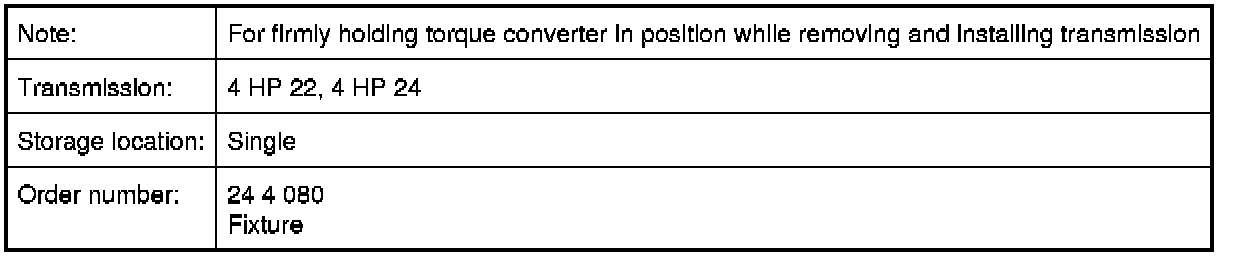 Note: For firmly holding torque converter in position while removing and installing transmission
Transmission: 4 HP 22, 4 HP 24
Storage location: Single
Order number: 24 4 080
Fixture